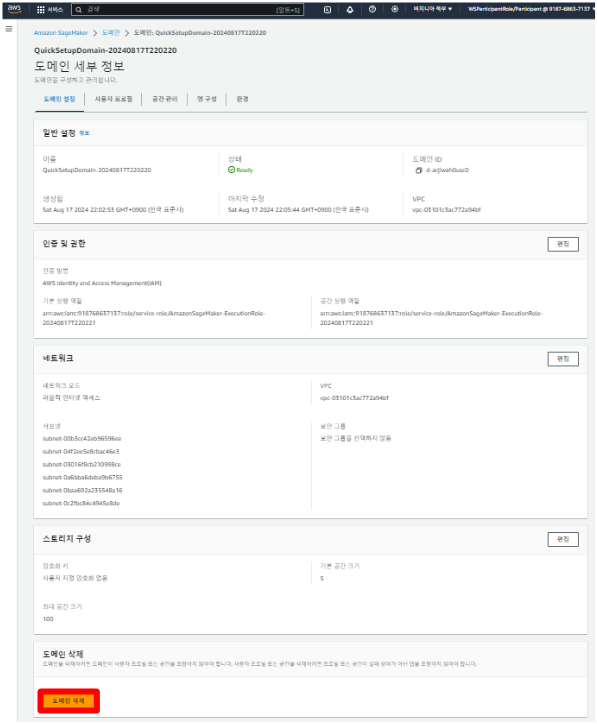 aws 서비스 검색 [알트+S] 버지니아 북부 WSParticipantRole/Participant @ 9187-6863-7137
Amazon SageMaker > 도메인 > 도메인: QuickSetupDomain-20240817T220220
QuickSetupDomain-20240817T220220
도메인 세부 정보
도메인을 구성하고 관리합니다.
도메인 설정 사용자 프로필 공간 관리 앱 구성 환경
일반 설정 정보
이름 상태 도메인 ID
QuickSetupDomain-20240817T220220 Ready
생성됨 마지막 수정 VPC
Sat Aug 17 2024 22:02:53 GMT+0900 (한국 표준시) Sat Aug 17 2024 22:05:44 GMT+0900 (한국 표준시) vpc-03101c3ac772a94bf
인증 및 권한 편집
인증 방법
AWS Identity and Access Management(IAM)
기본 실행 역할 공간 실행 역할
arn:aws:iam::918768637137:role/service-role/AmazonSageMaker-ExecutionRole- arn:aws:iam::918768637137:role/service-role/AmazonSageMaker-ExecutionRole-
20240817T220221 20240817T220221
네트워크 편집
네트워크 모드 VPC
퍼블릭 인터넷 액세스 vpc-03101c3ac772a94bf
서브넷 보안 그룹
subnet-00b3cc42eb96596ee 보안 그룹을 선택하지 않음
subnet-04f2ee5e8cbac46e3
subnet-03016f8cb210998ce
subnet-0a6bba6deba9b6755
subnet-0baa692a235548a16
subnet-0c2fbc84c4945e8de
스토리지 구성 편집
암호화 키 기본 공간 크기
사용자 지정 암호화 없음 5
최대 공간 크기
100
도메인 삭제
도메인을 삭제하려면 도메인이 사용자 프로필 또는 공간을 포함하지 않아야 합니다. 사용자 프로필 또는 공간을 삭제하려면 프로필 또는 공간이 실패 상태가 아닌 앱을 포함하지 않아야 합니다.
도메인 삭제